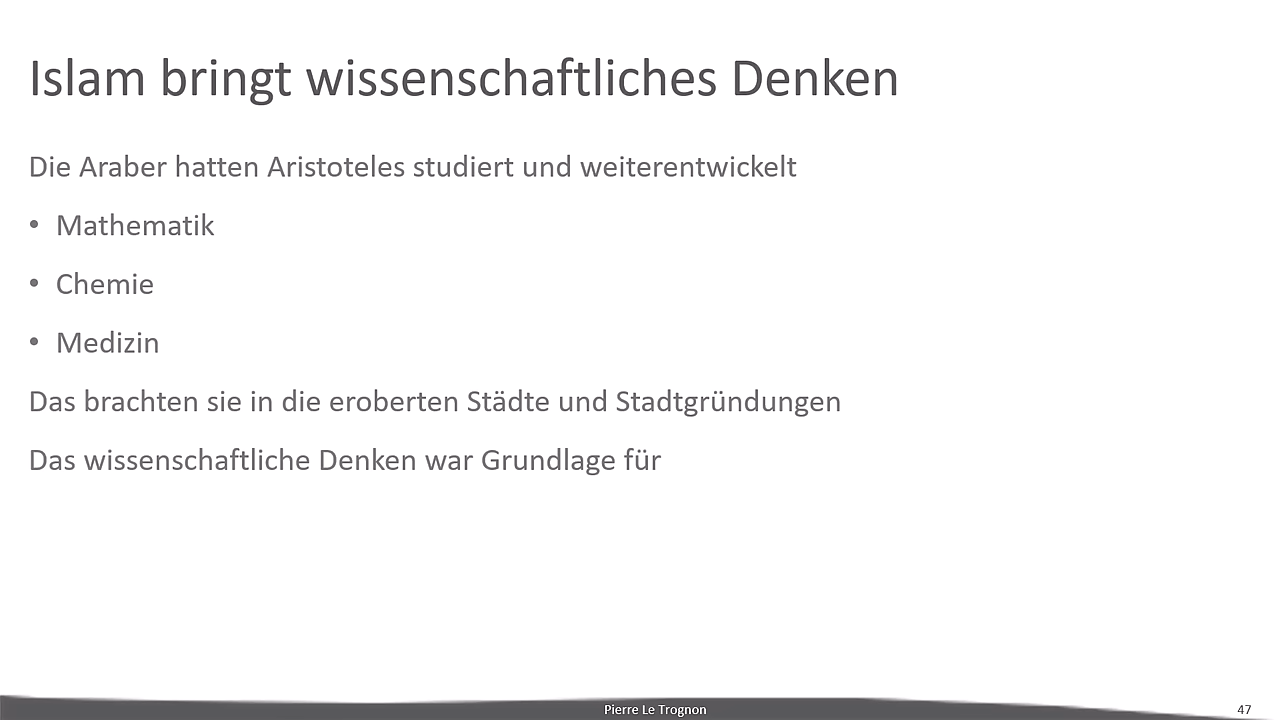 Islam bringt wissenschaftliches Denken
Die Araber hatten Aristoteles studiert und weiterentwickelt
• Mathematik
• Chemie
• Medizin
Das brachten sie in die eroberten Städte und Stadtgründungen
Das wissenschaftliche Denken war Grundlage für
Pierre Le Trognon
47